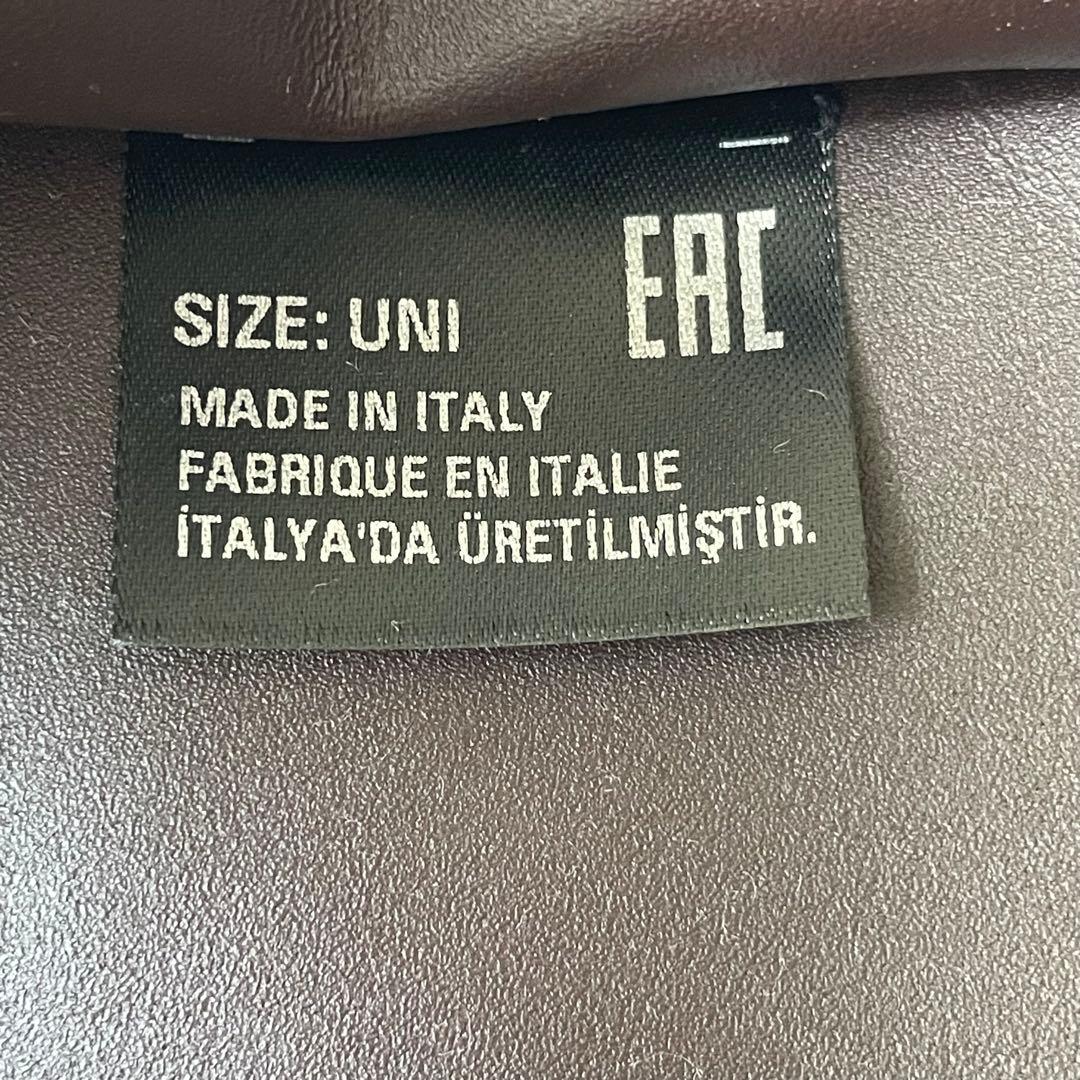 EAC
SIZE: UNI
MADE IN ITALY
FABRIQUE EN ITALIE
İTALYA'DA ÜRETİLMİŞTİR.